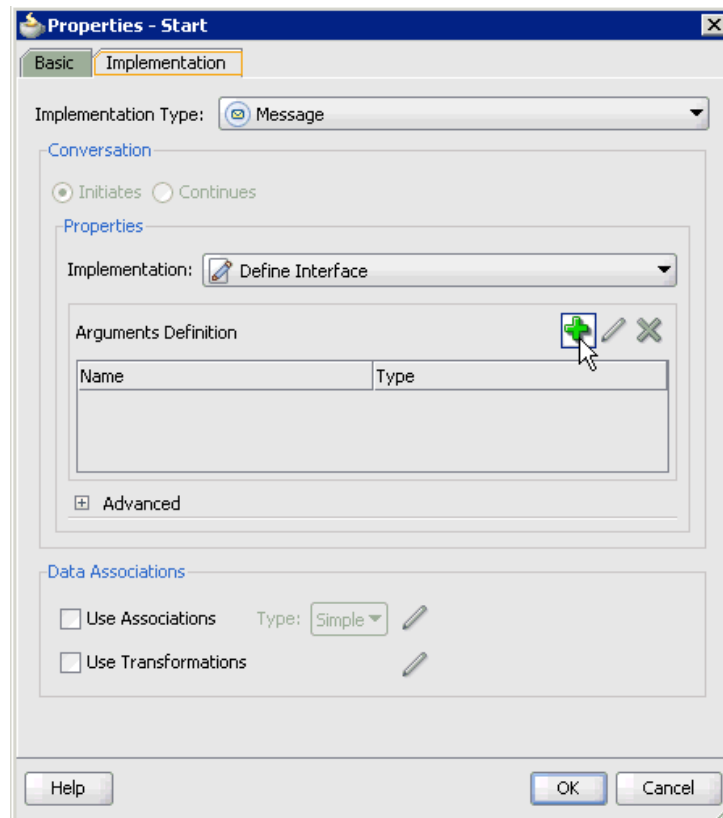 Properties - Start
Basic Implementation
Implementation Type: Message
Conversation
Initiates Continues
Properties
Implementation: Define Interface
Arguments Definition
Name Type
Advanced
Data Associations
Use Associations Type: Simple
Use Transformations
Help OK Cancel